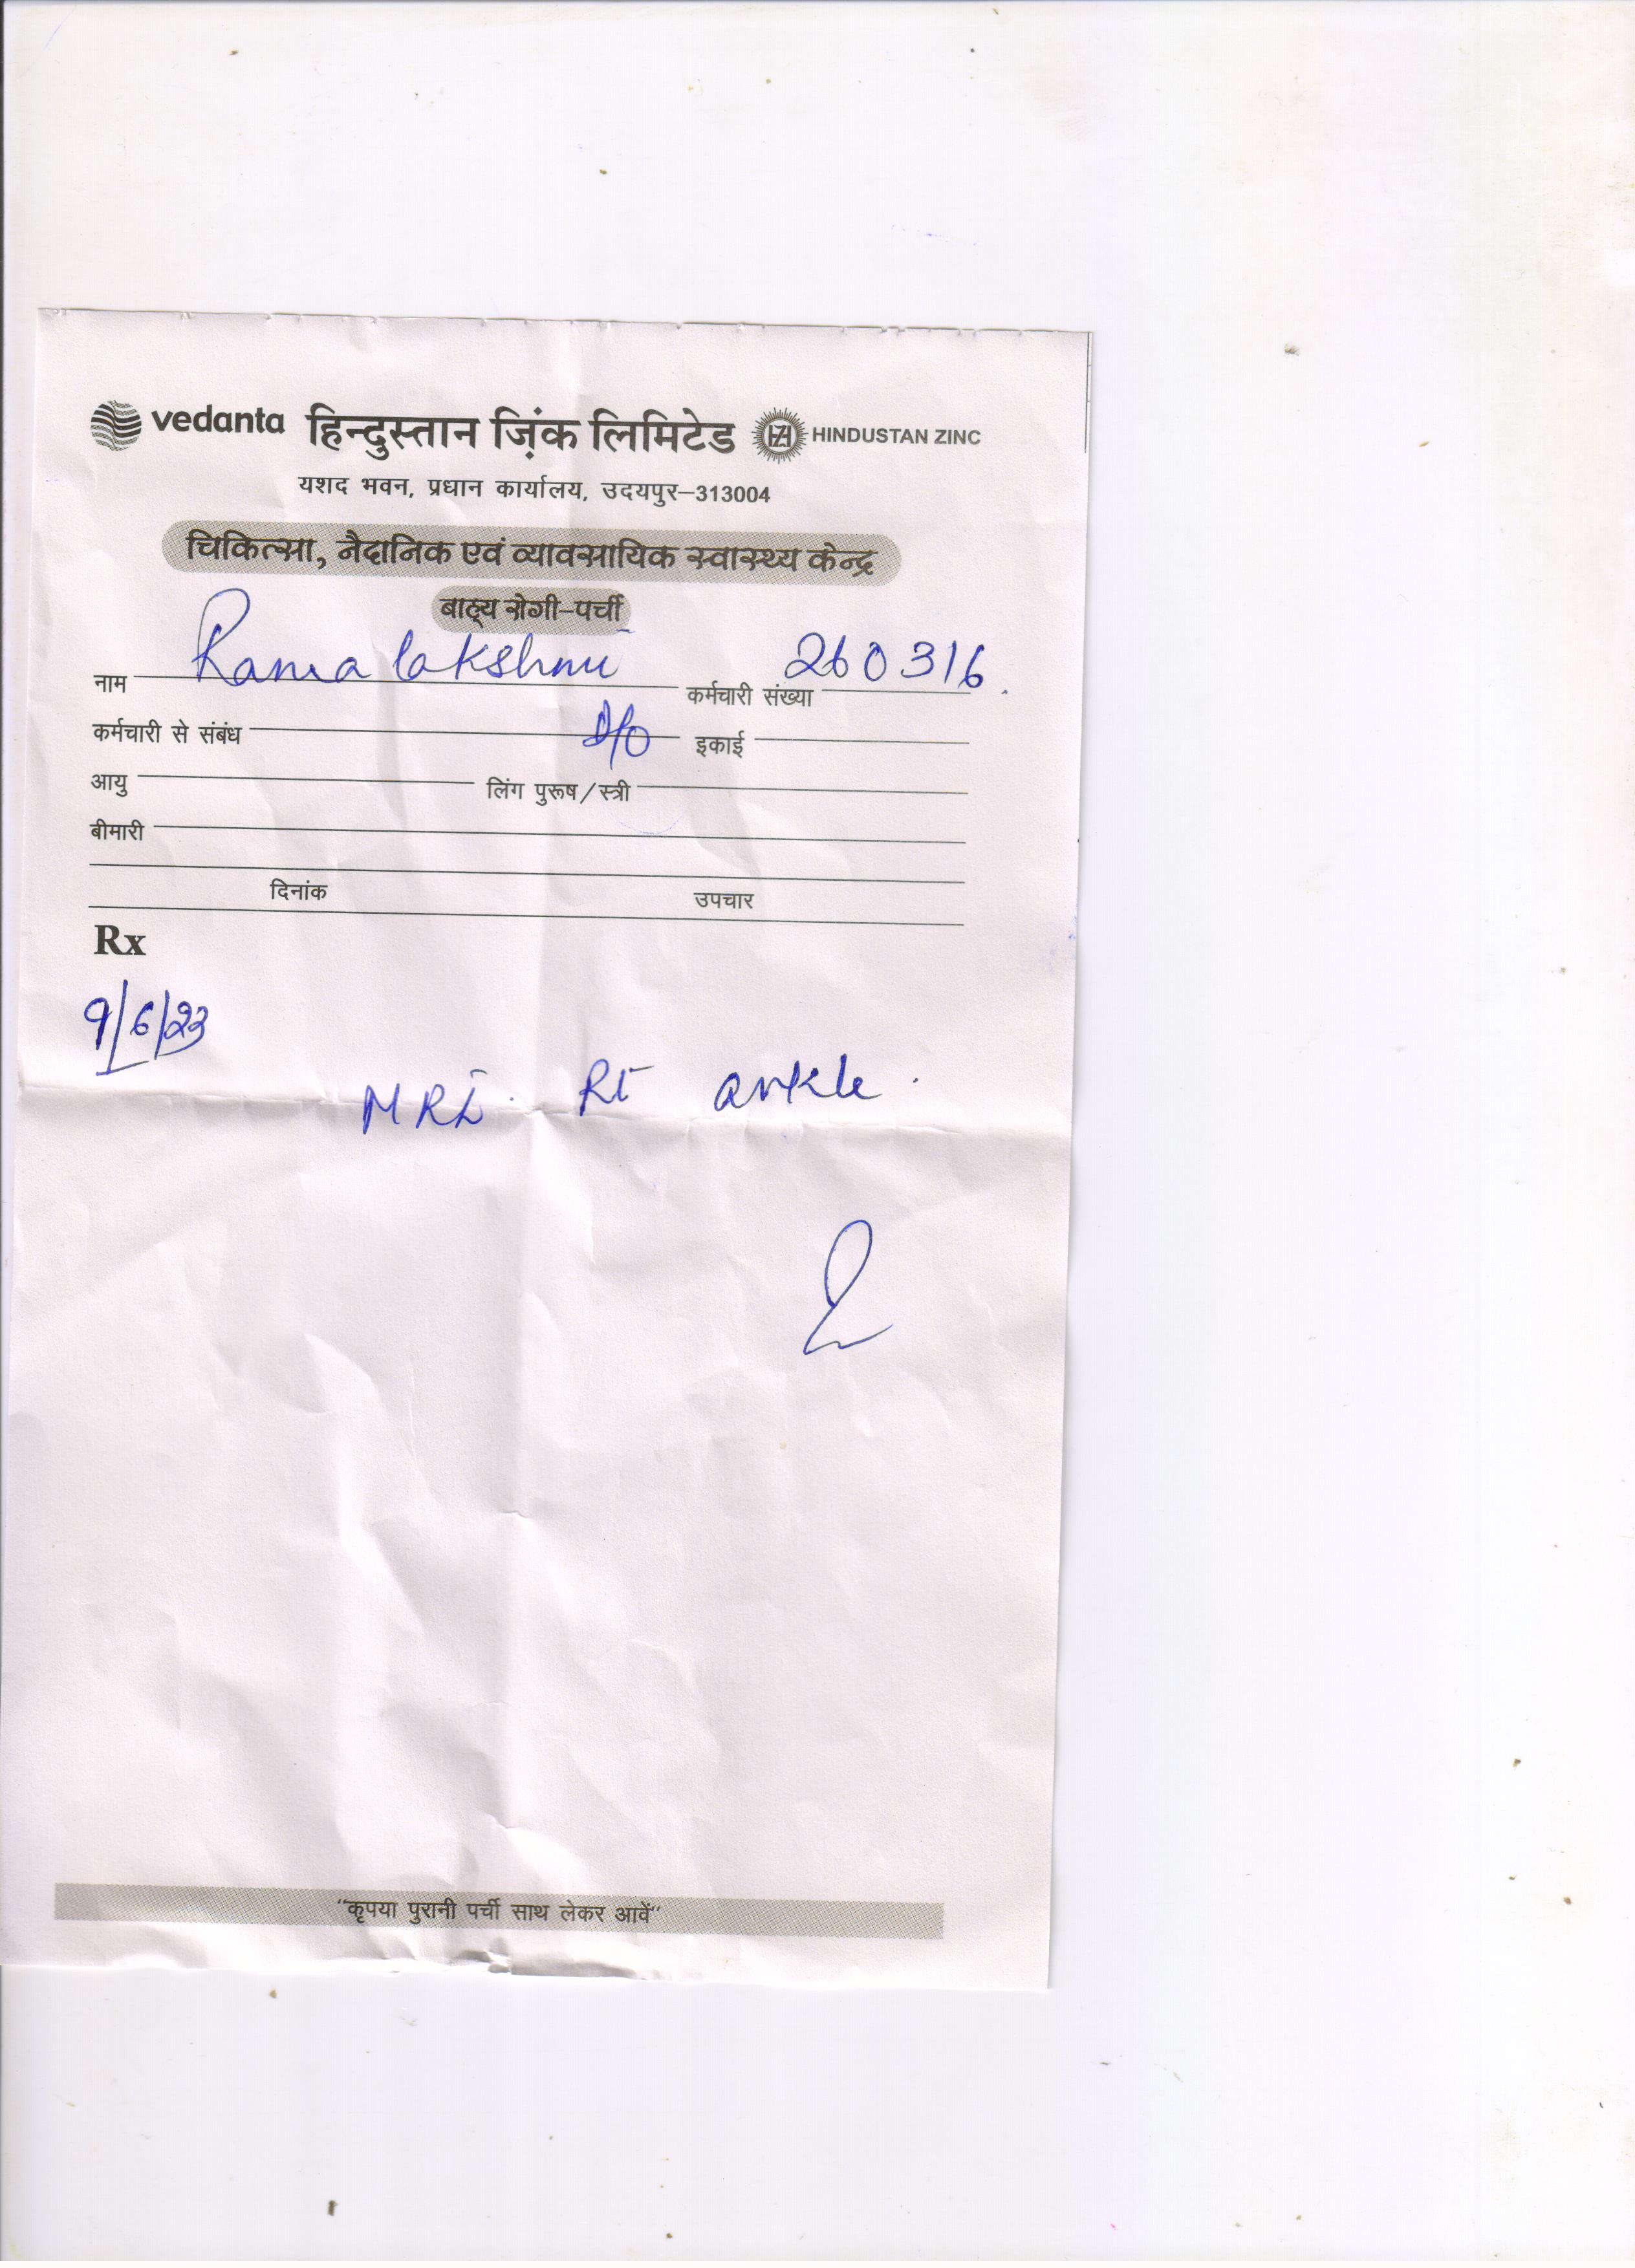 vedanta हिन्दुस्तान ज़िंक लिमिटेड HZL HINDUSTAN ZINC
यशद भवन, प्रधान कार्यालय, उदयपुर–313004
चिकित्सा, नैदानिक एवं व्यावसायिक स्वास्थ्य केन्द्र
बाह्य रोगी–पर्ची
नाम Rama lakshmi कर्मचारी संख्या 260316.
कर्मचारी से संबंध D/O इकाई
आयु लिंग पुरूष/स्त्री
बीमारी
दिनांक उपचार
Rx
9/6/23
MRI Rt ankle.
"कृपया पुरानी पर्ची साथ लेकर आवें"